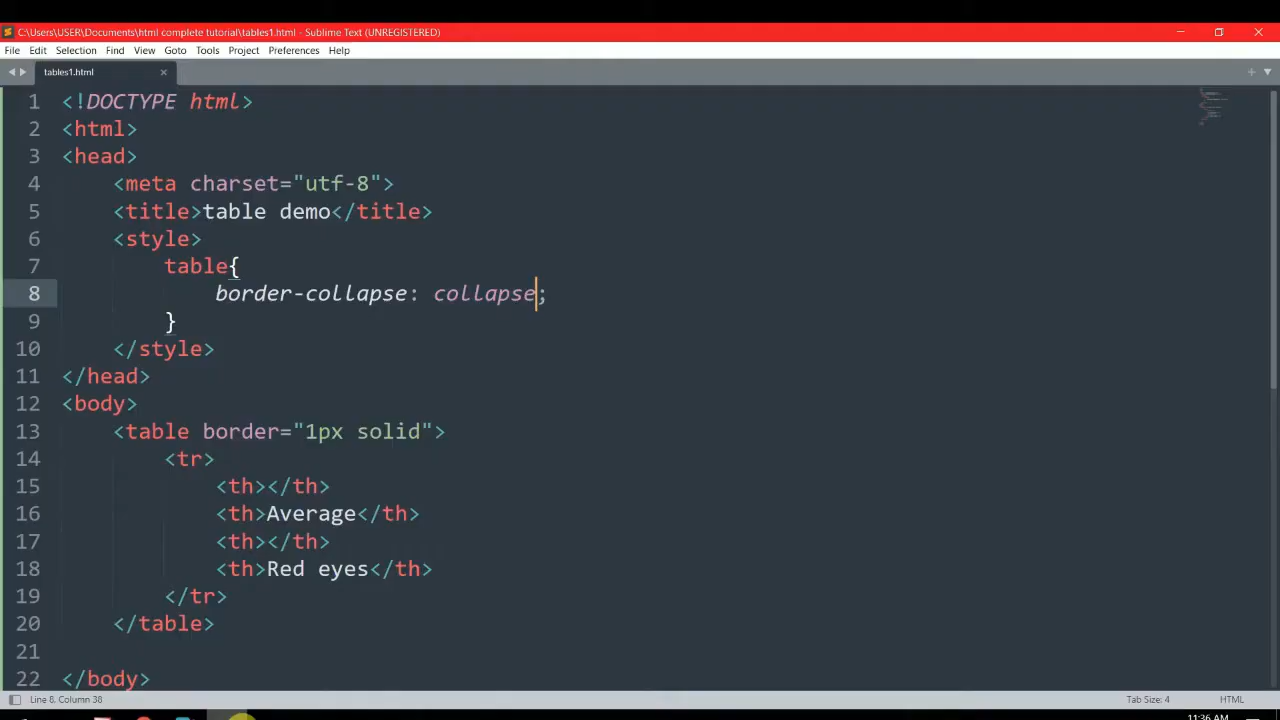 C:\Users\USER\Documents\html complete tutorial\tables1.html - Sublime Text (UNREGISTERED)
File Edit Selection Find View Goto Tools Project Preferences Help
tables1.html
1 <!DOCTYPE html>
2 <html>
3 <head>
4 <meta charset="utf-8">
5 <title>table demo</title>
6 <style>
7 table{
8 border-collapse: collapse;
9 }
10 </style>
11 </head>
12 <body>
13 <table border="1px solid">
14 <tr>
15 <th></th>
16 <th>Average</th>
17 <th></th>
18 <th>Red eyes</th>
19 </tr>
20 </table>
21
22 </body>
Line 8, Column 38
Tab Size: 4
HTML
11:36 AM